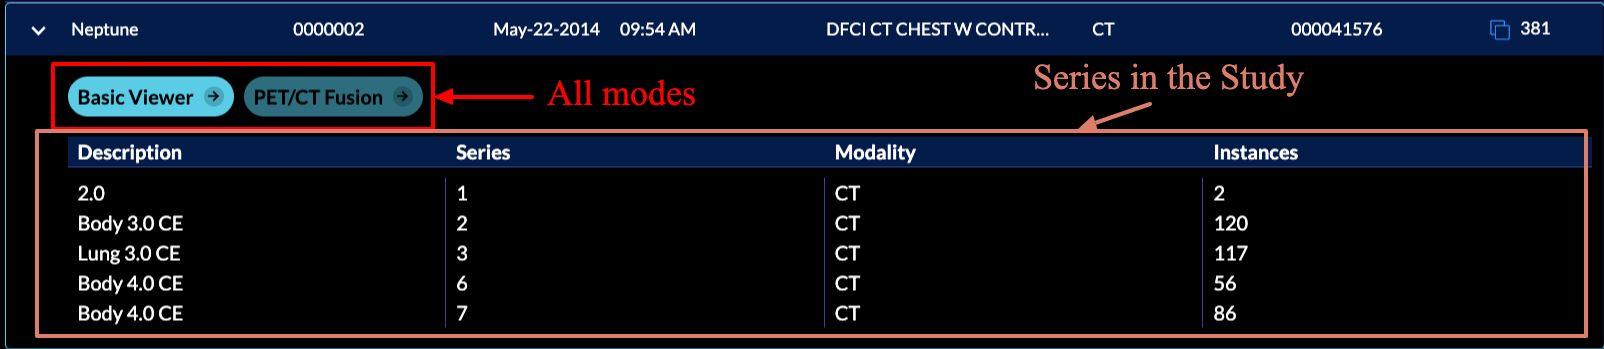 Neptune 0000002 May-22-2014 09:54 AM DFCI CT CHEST W CONTR... CT 000041576 381
Series in the Study
Basic Viewer PET/CT Fusion All modes
Description Series Modality Instances
2.0 1 CT 2
Body 3.0 CE 2 CT 120
Lung 3.0 CE 3 CT 117
Body 4.0 CE 6 CT 56
Body 4.0 CE 7 CT 86